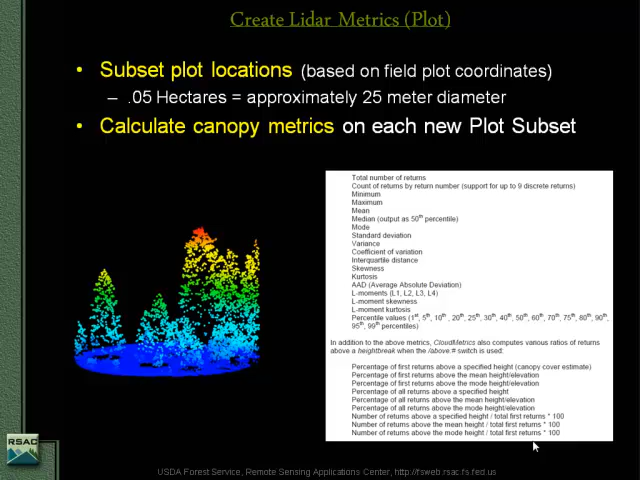 Create Lidar Metrics (Plot)
• Subset plot locations (based on field plot coordinates)
– .05 Hectares = approximately 25 meter diameter
• Calculate canopy metrics on each new Plot Subset
Total number of returns
Count of returns by return number (support for up to 9 discrete returns)
Minimum
Maximum
Mean
Median (output as 50th percentile)
Mode
Standard deviation
Variance
Coefficient of variation
Interquartile distance
Skewness
Kurtosis
AAD (Average Absolute Deviation)
L-moments (L1, L2, L3, L4)
L-moment skewness
L-moment kurtosis
Percentile values (1st, 5th, 10th , 20th, 25th, 30th, 40th, 50th, 60th, 70th, 75th, 80th, 90th,
95th, 99th percentiles)
In addition to the above metrics, CloudMetrics also computes various ratios of returns
above a heightbreak when the /above:# switch is used:
Percentage of first returns above a specified height (canopy cover estimate)
Percentage of first returns above the mean height/elevation
Percentage of first returns above the mode height/elevation
Percentage of all returns above a specified height
Percentage of all returns above the mean height/elevation
Percentage of all returns above the mode height/elevation
Number of returns above a specified height / total first returns * 100
Number of returns above the mean height / total first returns * 100
Number of returns above the mode height / total first returns * 100
RSAC
USDA Forest Service, Remote Sensing Applications Center, http://fsweb.rsac.fs.fed.us